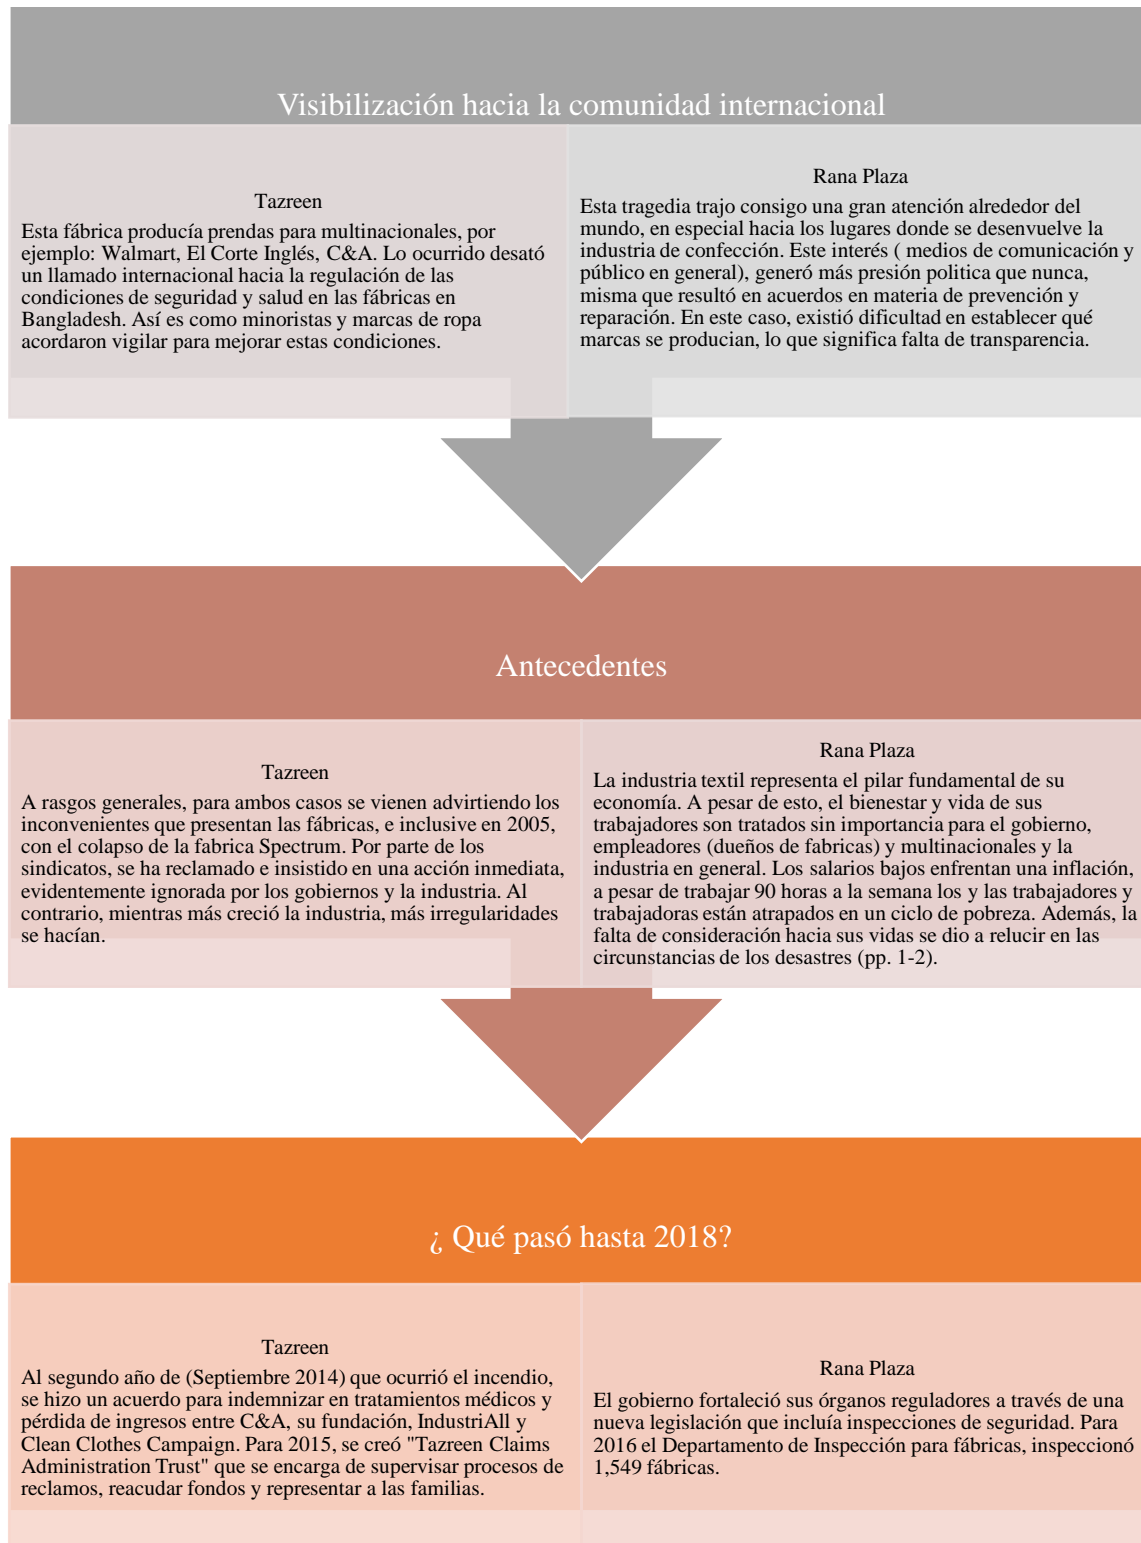 Visibilización hacia la comunidad internacional
Tazreen
Esta fábrica producía prendas para multinacionales, por
ejemplo: Walmart, El Corte Inglés, C&A. Lo ocurrido desató
un llamado internacional hacia la regulación de las
condiciones de seguridad y salud en las fábricas en
Bangladesh. Así es como minoristas y marcas de ropa
acordaron vigilar para mejorar estas condiciones.
Rana Plaza
Esta tragedia trajo consigo una gran atención alrededor del
mundo, en especial hacia los lugares donde se desenvuelve la
industria de confección. Este interés ( medios de comunicación y
público en general), generó más presión politica que nunca,
misma que resultó en acuerdos en materia de prevención y
reparación. En este caso, existió dificultad en establecer qué
marcas se producian, lo que significa falta de transparencia.
Antecedentes
Tazreen
A rasgos generales, para ambos casos se vienen advirtiendo los
inconvenientes que presentan las fábricas, e inclusive en 2005,
con el colapso de la fabrica Spectrum. Por parte de los
sindicatos, se ha reclamado e insistido en una acción inmediata,
evidentemente ignorada por los gobiernos y la industria. Al
contrario, mientras más creció la industria, más irregularidades
se hacían.
Rana Plaza
La industria textil representa el pilar fundamental de su
economía. A pesar de esto, el bienestar y vida de sus
trabajadores son tratados sin importancia para el gobierno,
empleadores (dueños de fabricas) y multinacionales y la
industria en general. Los salarios bajos enfrentan una inflación,
a pesar de trabajar 90 horas a la semana los y las trabajadores y
trabajadoras están atrapados en un ciclo de pobreza. Además, la
falta de consideración hacia sus vidas se dio a relucir en las
circunstancias de los desastres (pp. 1-2).
¿ Qué pasó hasta 2018?
Tazreen
Al segundo año de (Septiembre 2014) que ocurrió el incendio,
se hizo un acuerdo para indemnizar en tratamientos médicos y
pérdida de ingresos entre C&A, su fundación, IndustriAll y
Clean Clothes Campaign. Para 2015, se creó "Tazreen Claims
Administration Trust" que se encarga de supervisar procesos de
reclamos, reacudar fondos y representar a las familias.
Rana Plaza
El gobierno fortaleció sus órganos reguladores a través de una
nueva legislación que incluía inspecciones de seguridad. Para
2016 el Departamento de Inspección para fábricas, inspeccionó
1,549 fábricas.